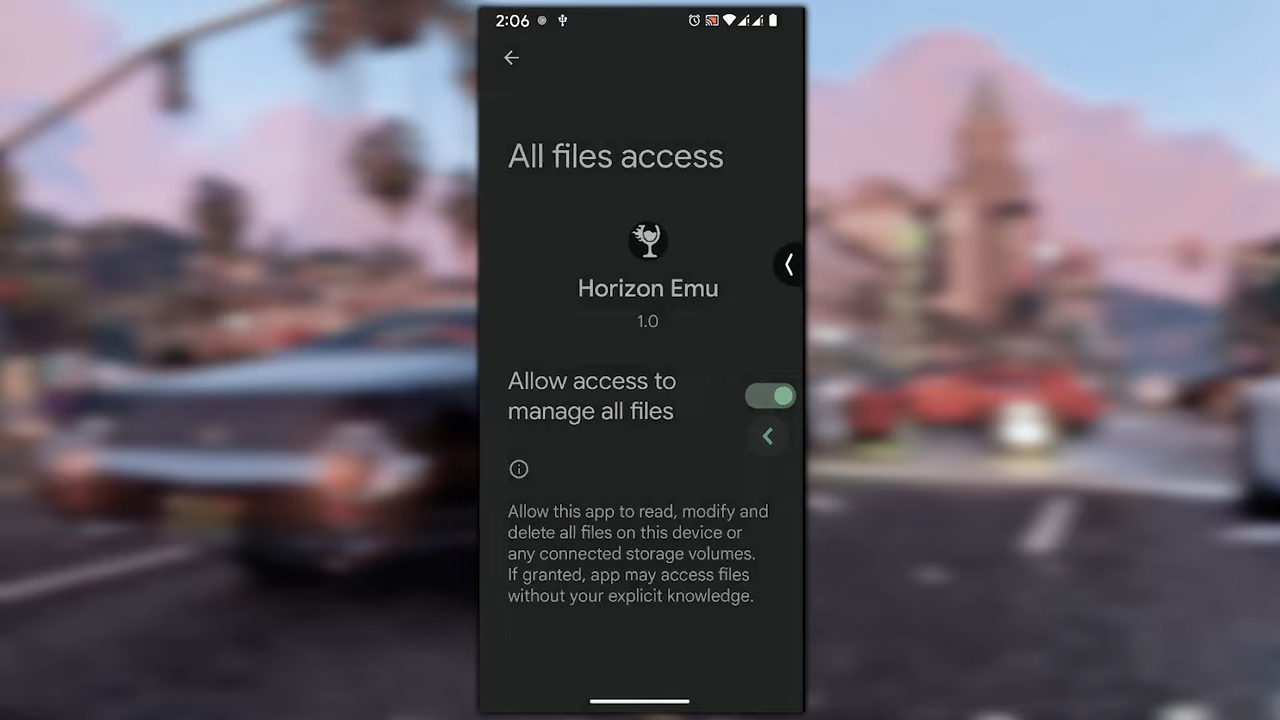 2:06
All files access
Horizon Emu
1.0
Allow access to
manage all files
Allow this app to read, modify and
delete all files on this device or
any connected storage volumes.
If granted, app may access files
without your explicit knowledge.